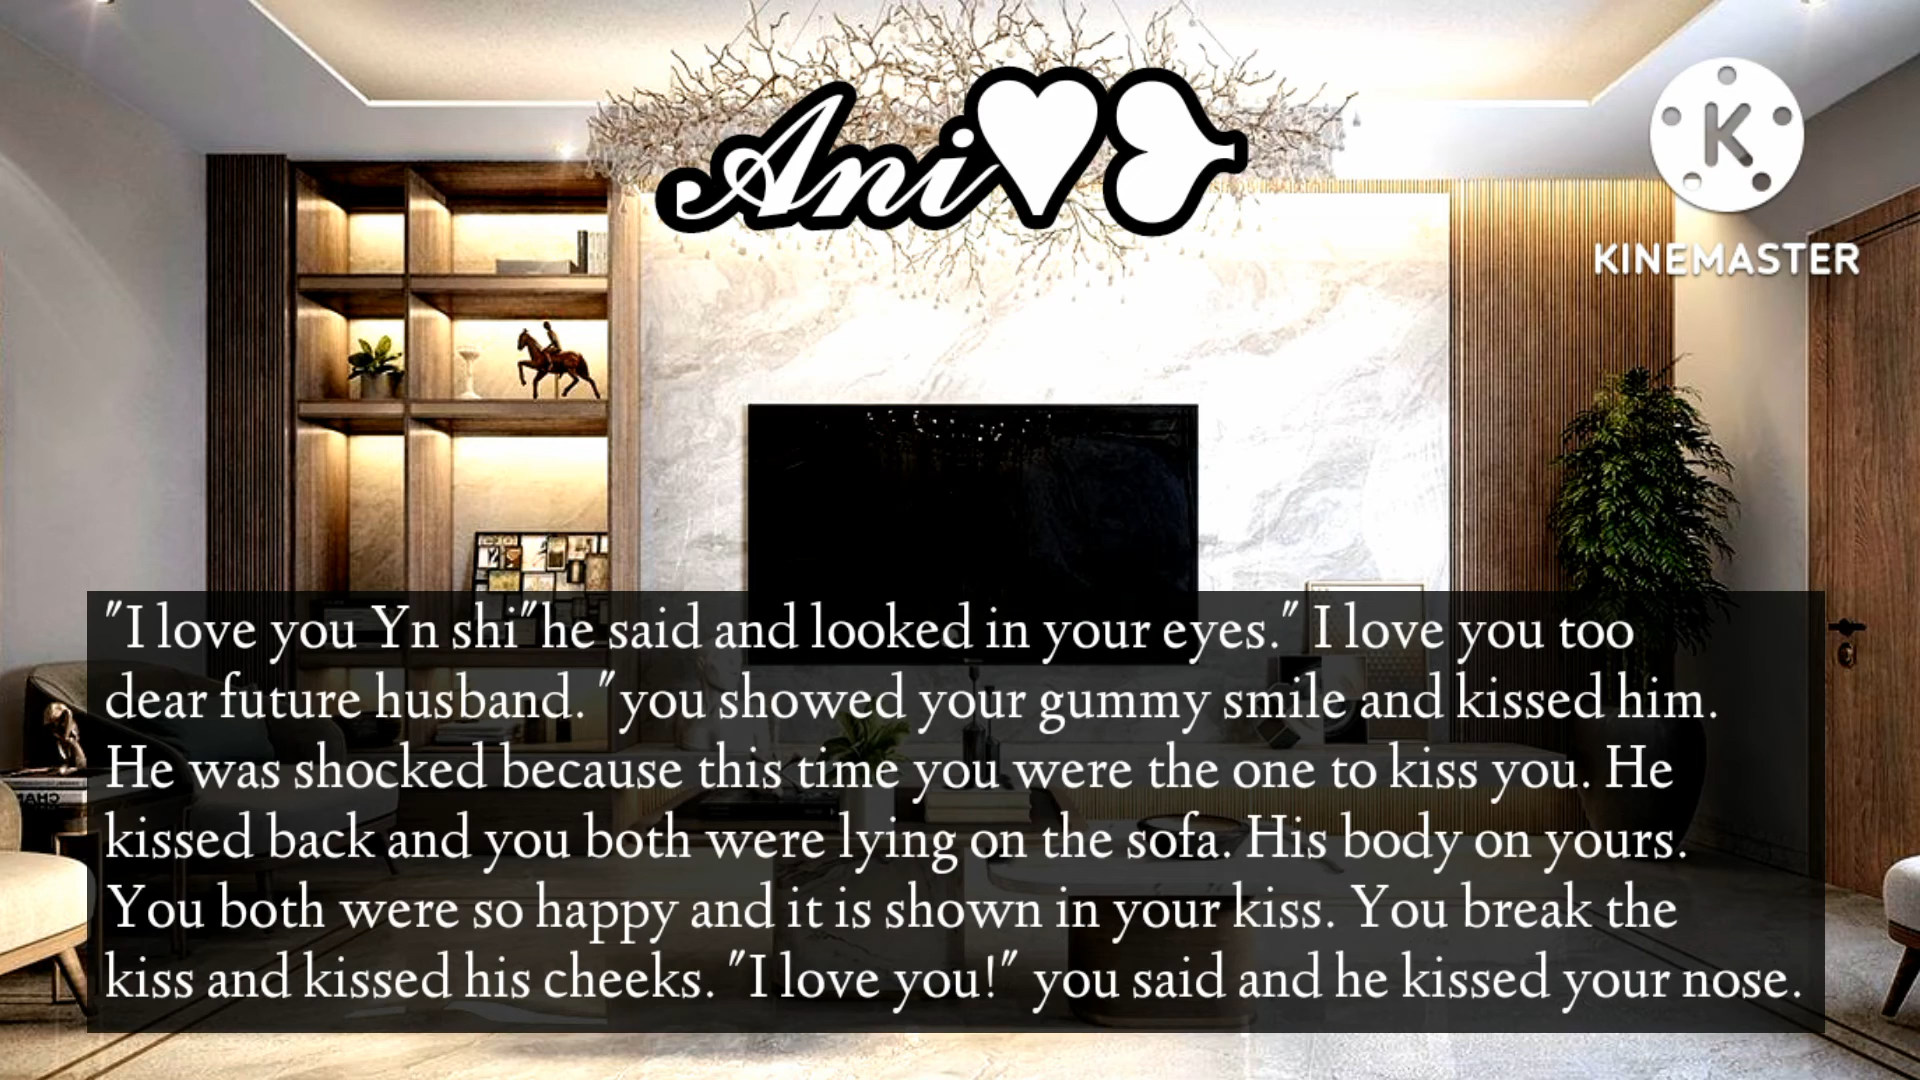 Ani
K
KINEMASTER
"I love you Yn shi"he said and looked in your eyes." I love you too
dear future husband. "you showed your gummy smile and kissed him.
He was shocked because this time you were the one to kiss you. He
kissed back and you both were lying on the sofa. His body on yours.
You both were so happy and it is shown in your kiss. You break the
kiss and kissed his cheeks. "I love you!" you said and he kissed your nose.